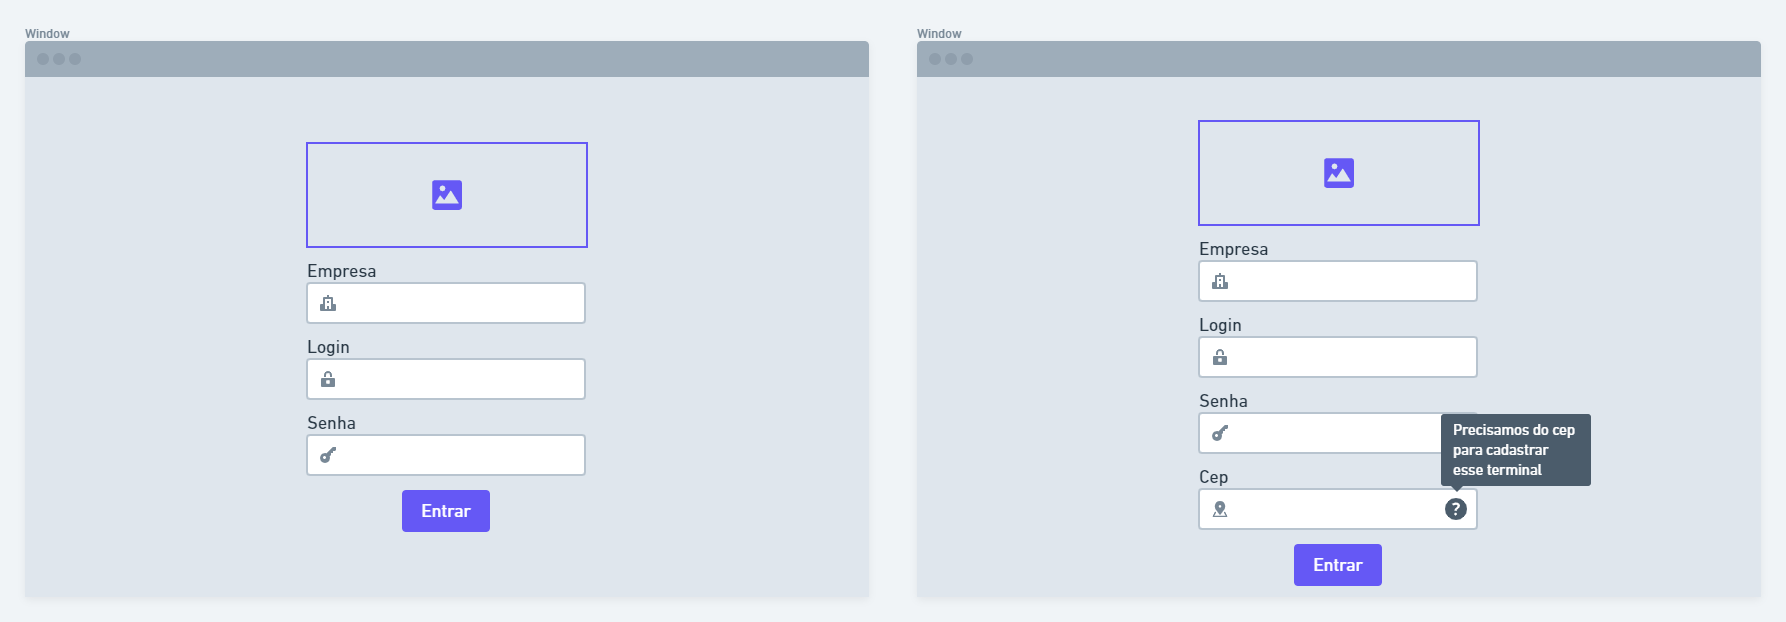 Window
Empresa
Login
Senha
Entrar
Window
Empresa
Login
Senha
Precisamos do cep
para cadastrar
esse terminal
Cep
?
Entrar